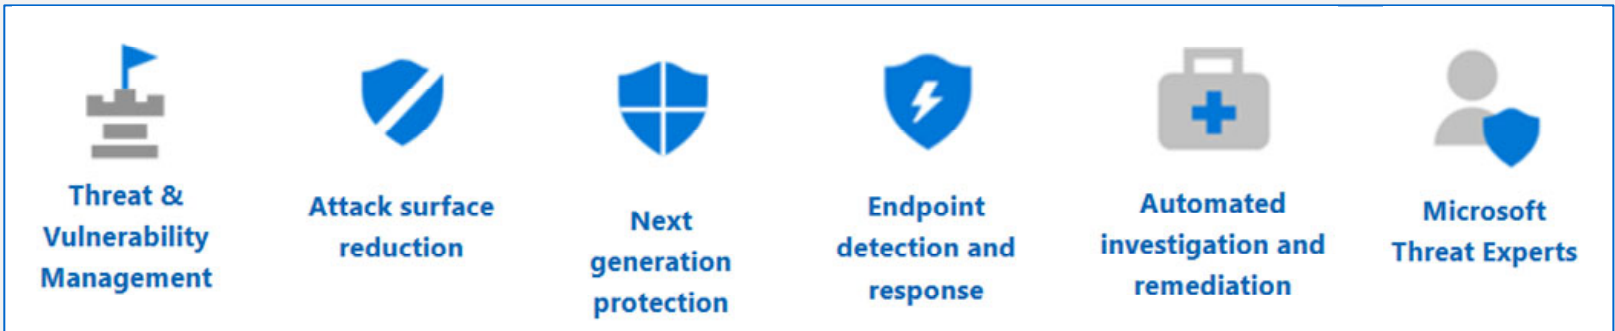 Threat &
Vulnerability
Management
Attack surface
reduction
Next
generation
protection
Endpoint
detection and
response
Automated
investigation and
remediation
Microsoft
Threat Experts